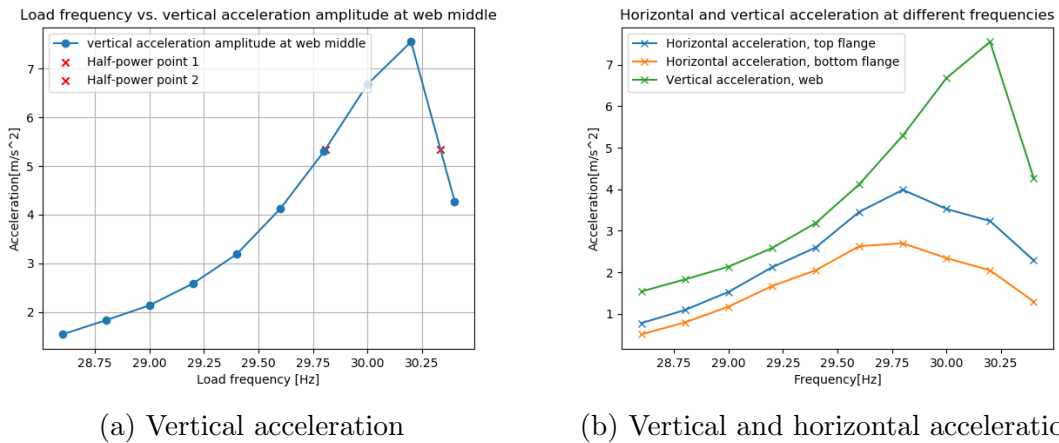 Load frequency vs. vertical acceleration amplitude at web middle
vertical acceleration amplitude at web middle
Half-power point 1
Half-power point 2
Acceleration[m/s^2]
7
6
5
4
3
2
28.75 29.00 29.25 29.50 29.75 30.00 30.25
Load frequency [Hz]
(a) Vertical acceleration
Horizontal and vertical acceleration at different frequencies
Horizontal acceleration, top flange
Horizontal acceleration, bottom flange
Vertical acceleration, web
Acceleration[m/s^2]
7
6
5
4
3
2
1
28.75 29.00 29.25 29.50 29.75 30.00 30.25
Frequency[Hz]
(b) Vertical and horizontal acceleratio